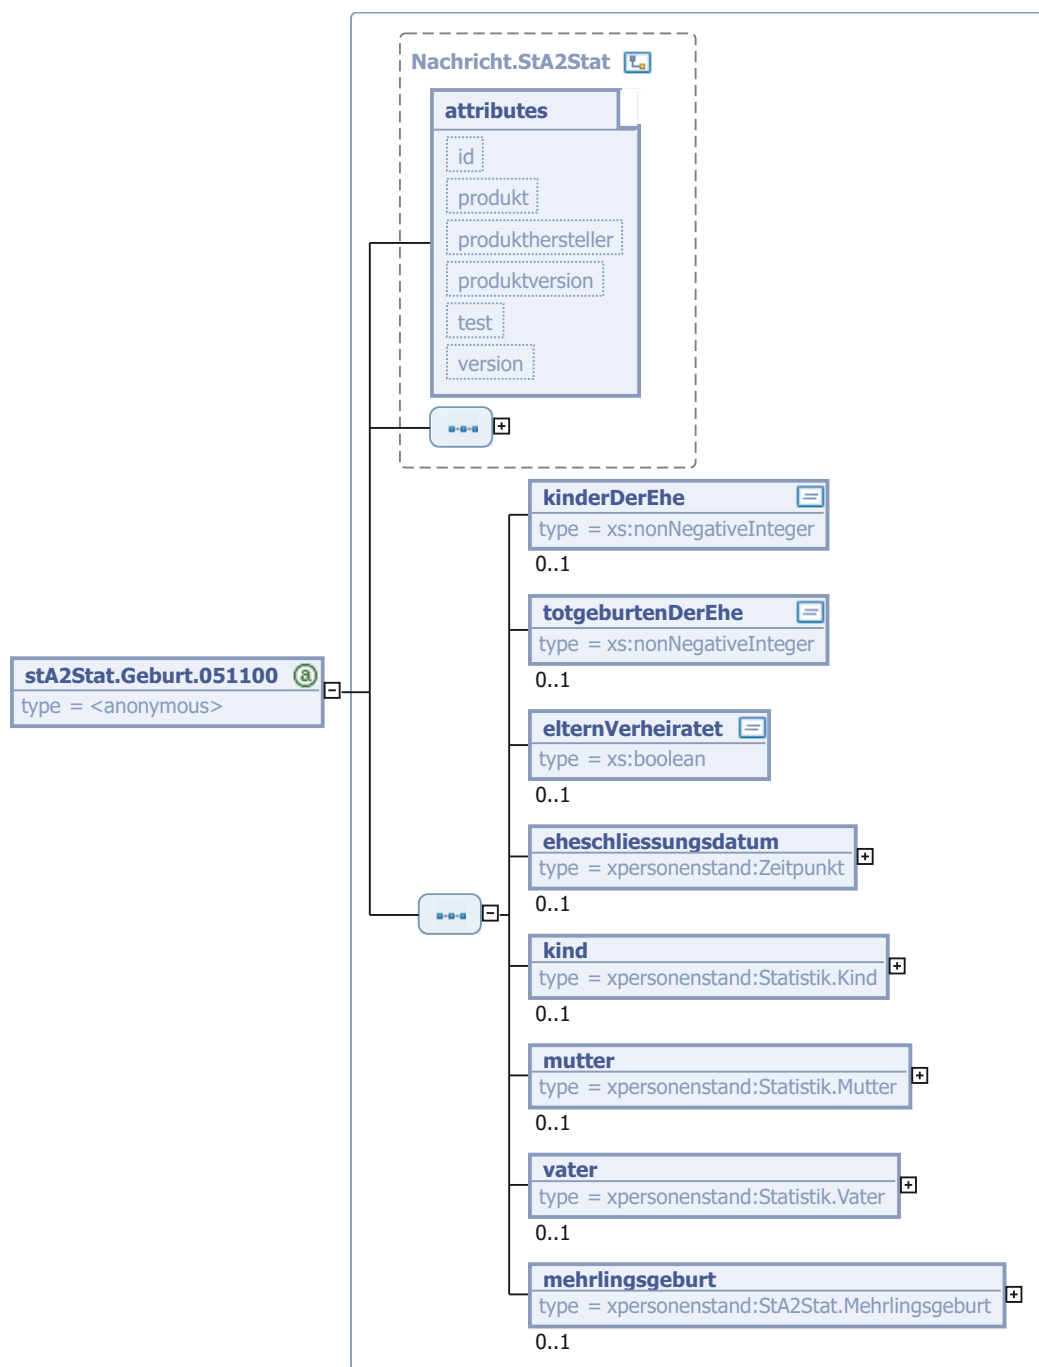 Nachricht.StA2Stat
attributes
id
produkt
produkthersteller
produktversion
test
version
kinderDerEhe
type = xs:nonNegativeInteger
0..1
totgeburtenDerEhe
type = xs:nonNegativeInteger
0..1
stA2Stat.Geburt.051100
type = <anonymous>
elternVerheiratet
type = xs:boolean
0..1
eheschliessungsdatum
type = xpersonenstand:Zeitpunkt
0..1
kind
type = xpersonenstand:Statistik.Kind
0..1
mutter
type = xpersonenstand:Statistik.Mutter
0..1
vater
type = xpersonenstand:Statistik.Vater
0..1
mehrlingsgeburt
type = xpersonenstand:StA2Stat.Mehrlingsgeburt
0..1